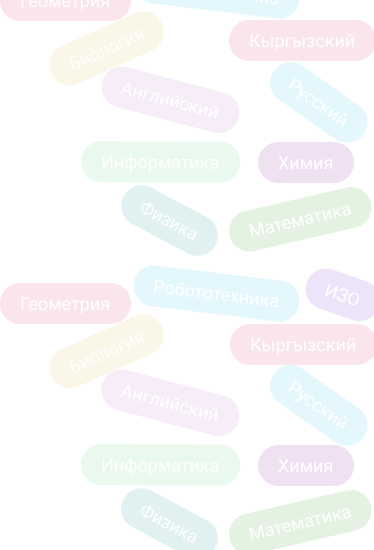 Геометрия
Биология
Кыргызский
Английский
Русский
Информатика
Химия
Физика
Математика
Робототехника
ИЗО
Геометрия
Кыргызский
Биология
Английский
Русский
Информатика
Химия
Физика
Математика